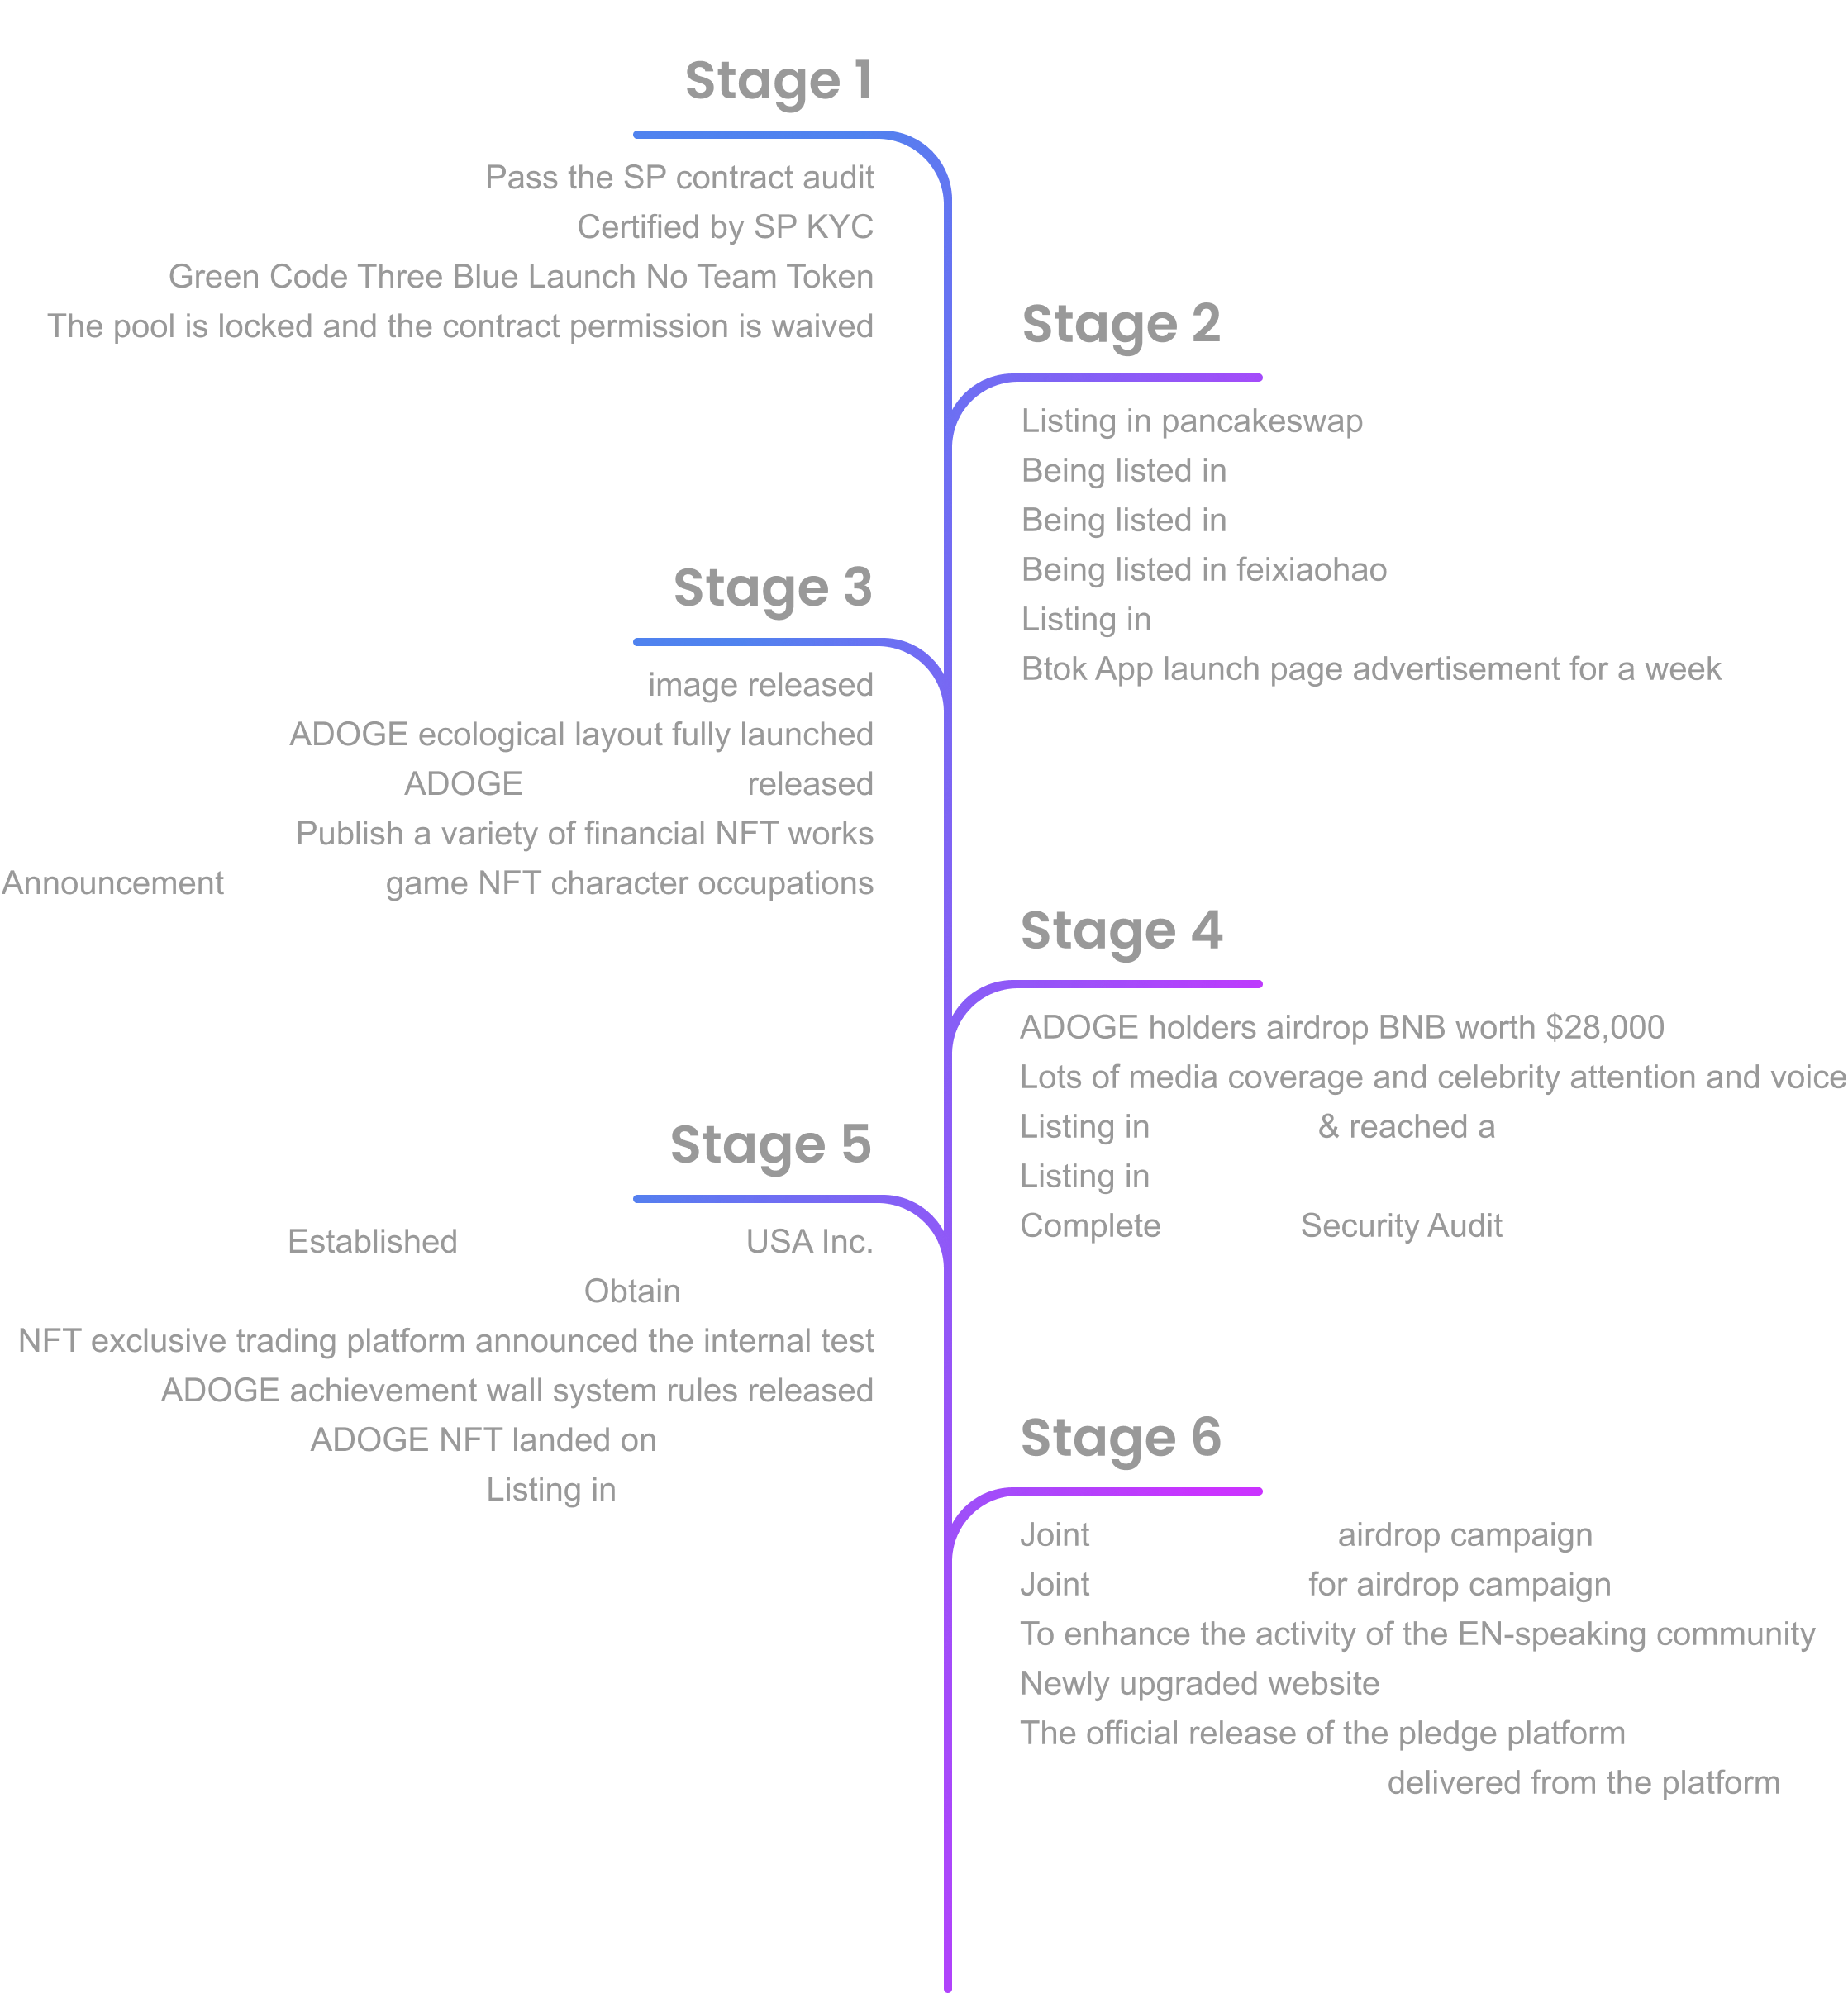 Stage 1
Pass the SP contract audit
Certified by SP KYC
Green Code Three Blue Launch No Team Token
The pool is locked and the contract permission is waived
Stage 2
Listing in pancakeswap
Being listed in
Being listed in
Being listed in feixiaohao
Listing in
Btok App launch page advertisement for a week
Stage 3
image released
ADOGE ecological layout fully launched
ADOGE released
Publish a variety of financial NFT works
Announcement game NFT character occupations
Stage 4
ADOGE holders airdrop BNB worth $28,000
Lots of media coverage and celebrity attention and voice
Listing in & reached a
Listing in
Complete Security Audit
Stage 5
Established USA Inc.
Obtain
NFT exclusive trading platform announced the internal test
ADOGE achievement wall system rules released
ADOGE NFT landed on
Listing in
Stage 6
Joint airdrop campaign
Joint for airdrop campaign
To enhance the activity of the EN-speaking community
Newly upgraded website
The official release of the pledge platform
delivered from the platform